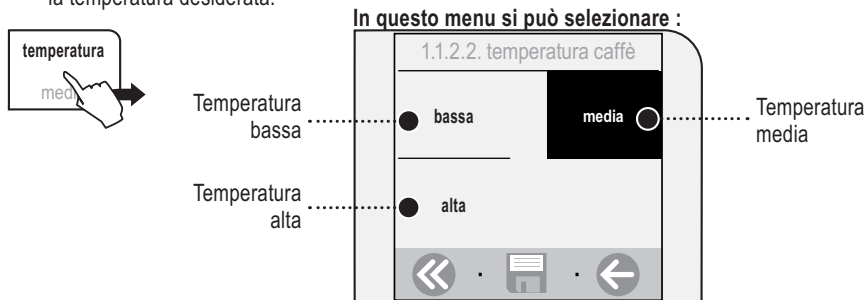 la temperatura desiderata.
In questo menu si può selezionare :
temperatura
1.1.2.2. temperatura caffè
Temperatura
bassa
bassa
media
Temperatura
media
Temperatura
alta
alta